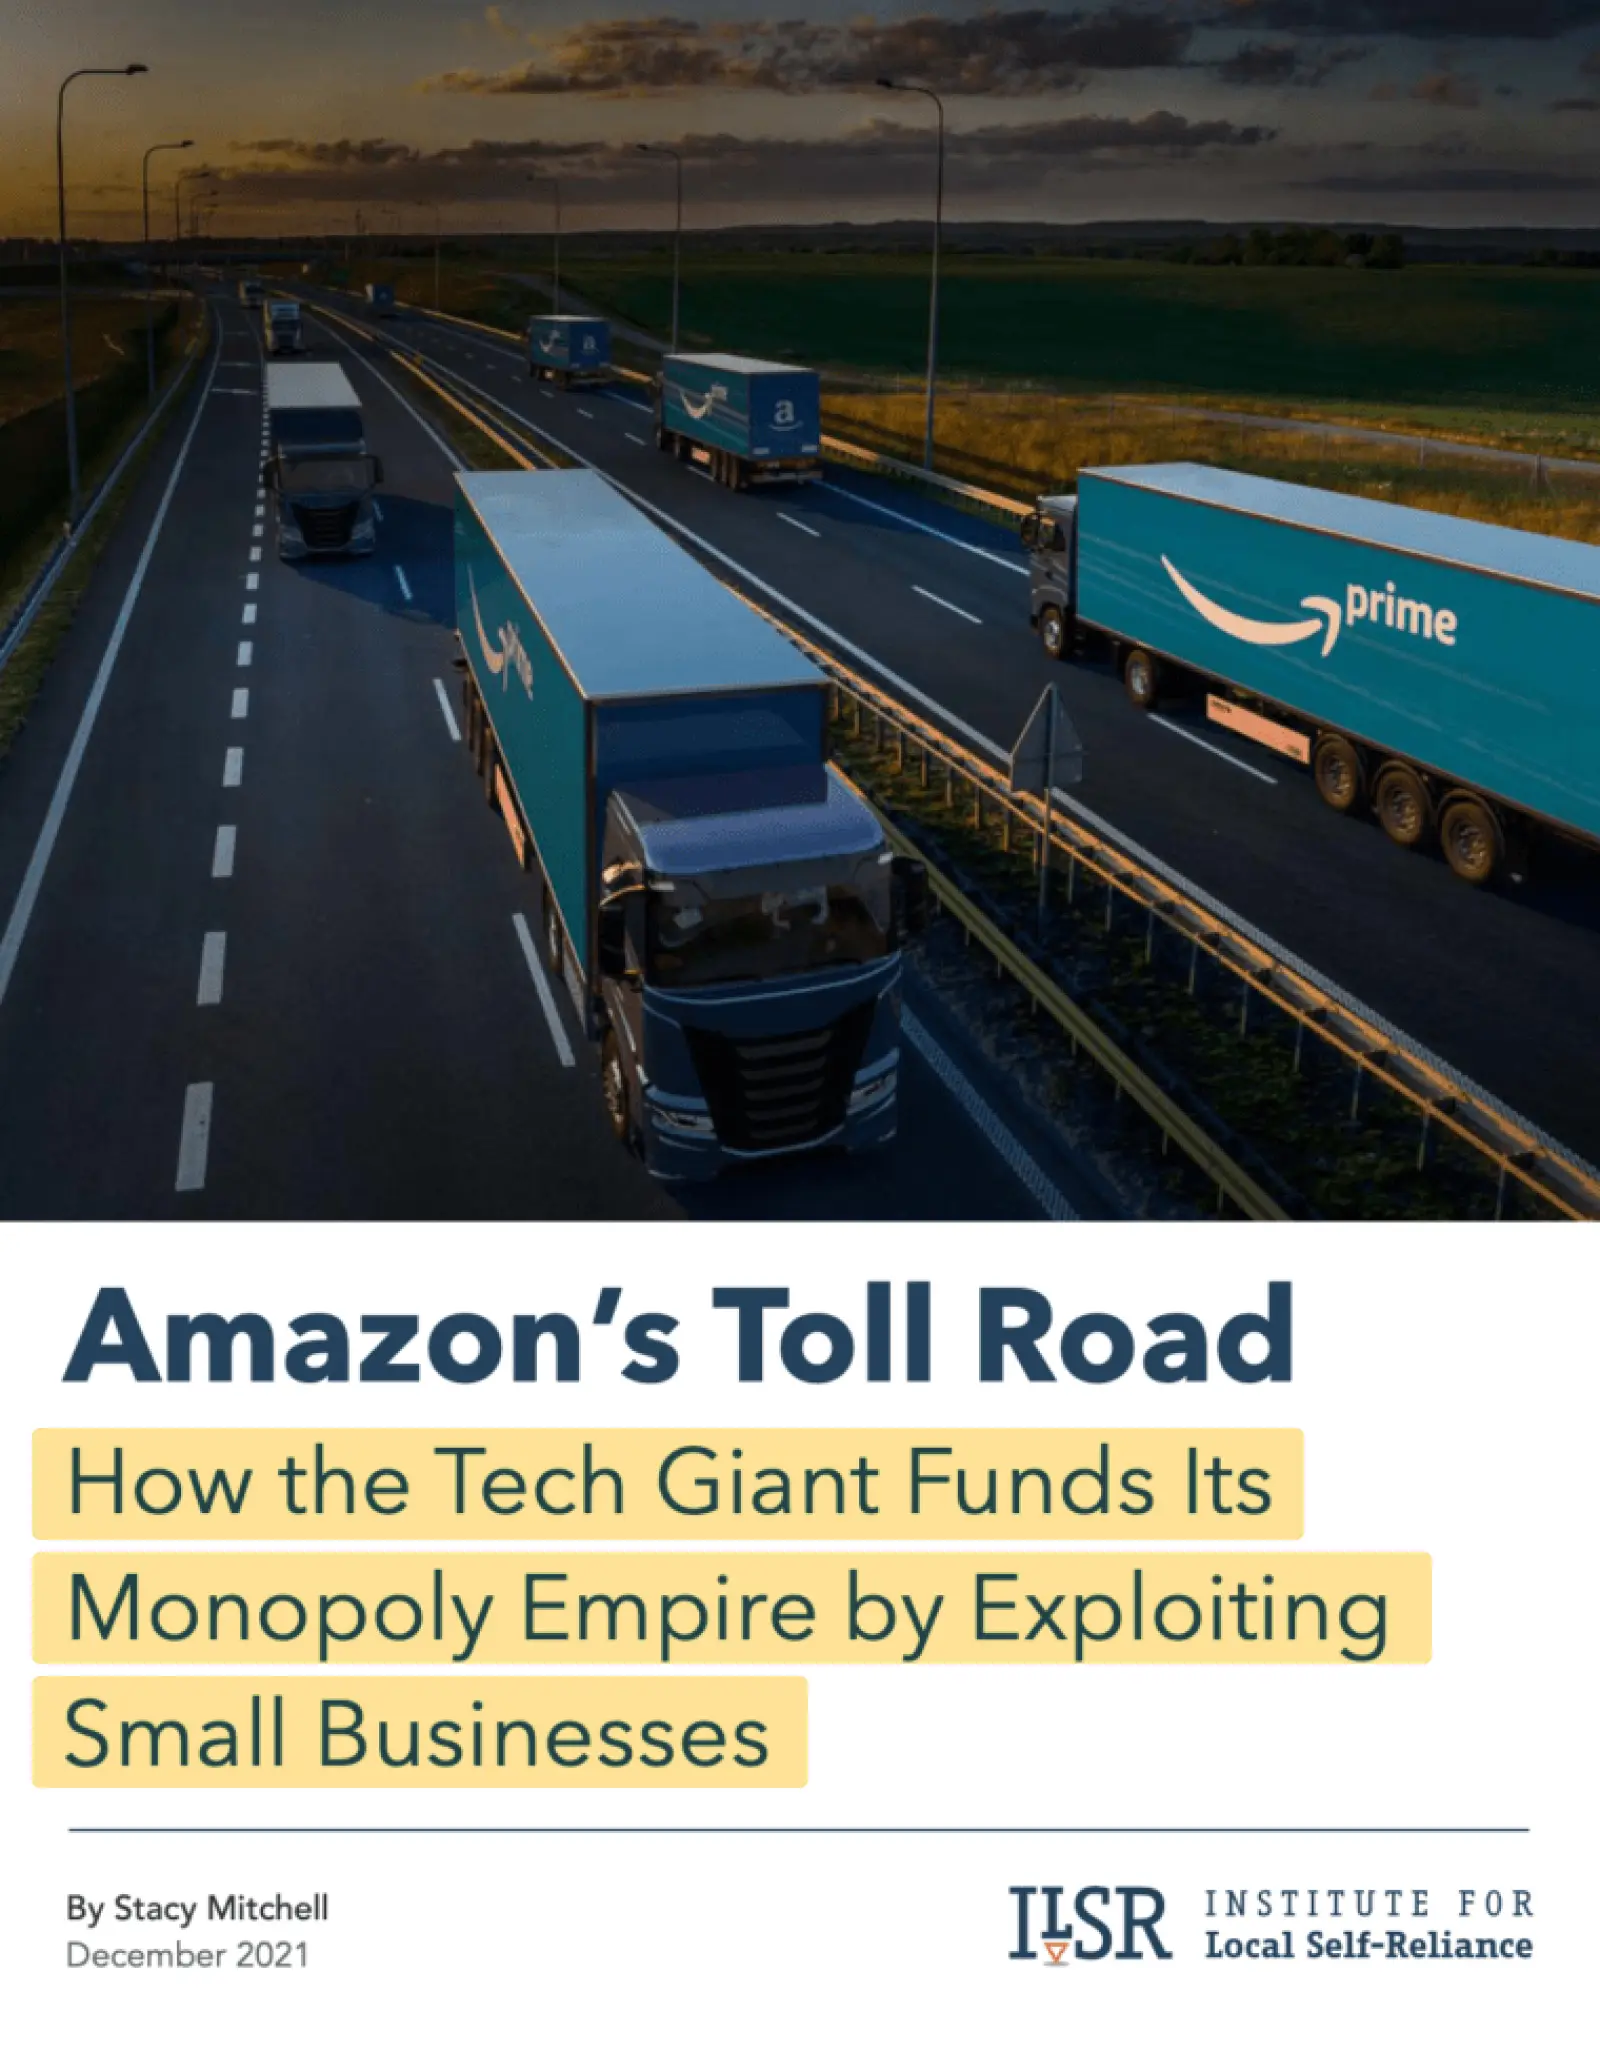 a
a
prime
prime
prime
Amazon's Toll Road
How the Tech Giant Funds Its
Monopoly Empire by Exploiting
Small Businesses
By Stacy Mitchell
December 2021
ILSR
INSTITUTE FOR
Local Self-Reliance